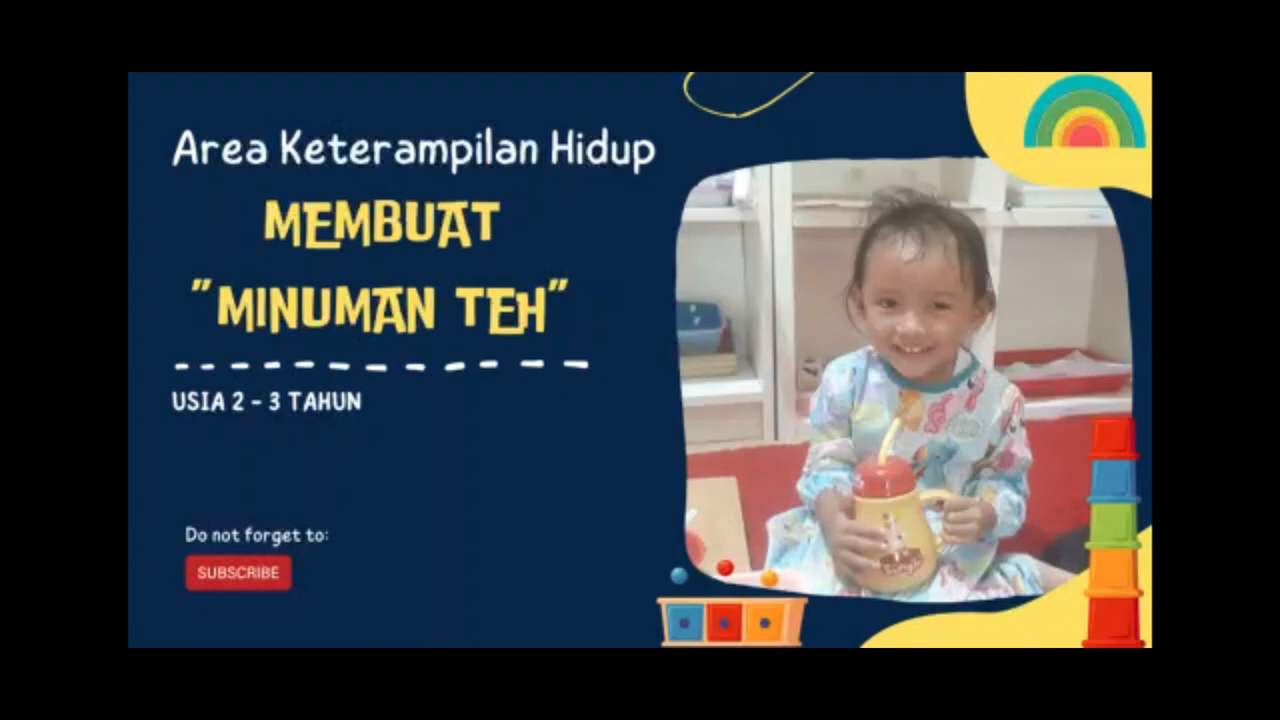 Area Keterampilan Hidup
MEMBUAT
"MINUMAN TEH"
USIA 2 - 3 TAHUN
Do not forget to:
SUBSCRIBE